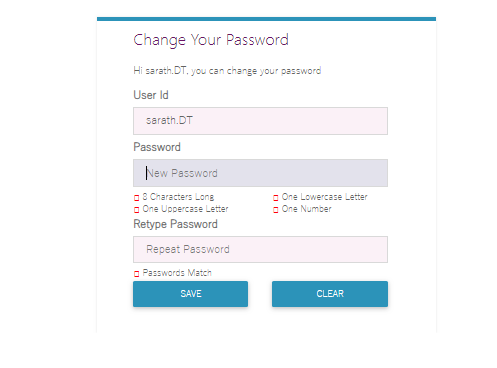 Change Your Password
Hi sarath.DT, you can change your password
User Id
sarath.DT
Password
New Password
8 Characters Long One Lowercase Letter
One Uppercase Letter One Number
Retype Password
Repeat Password
Passwords Match
SAVE CLEAR